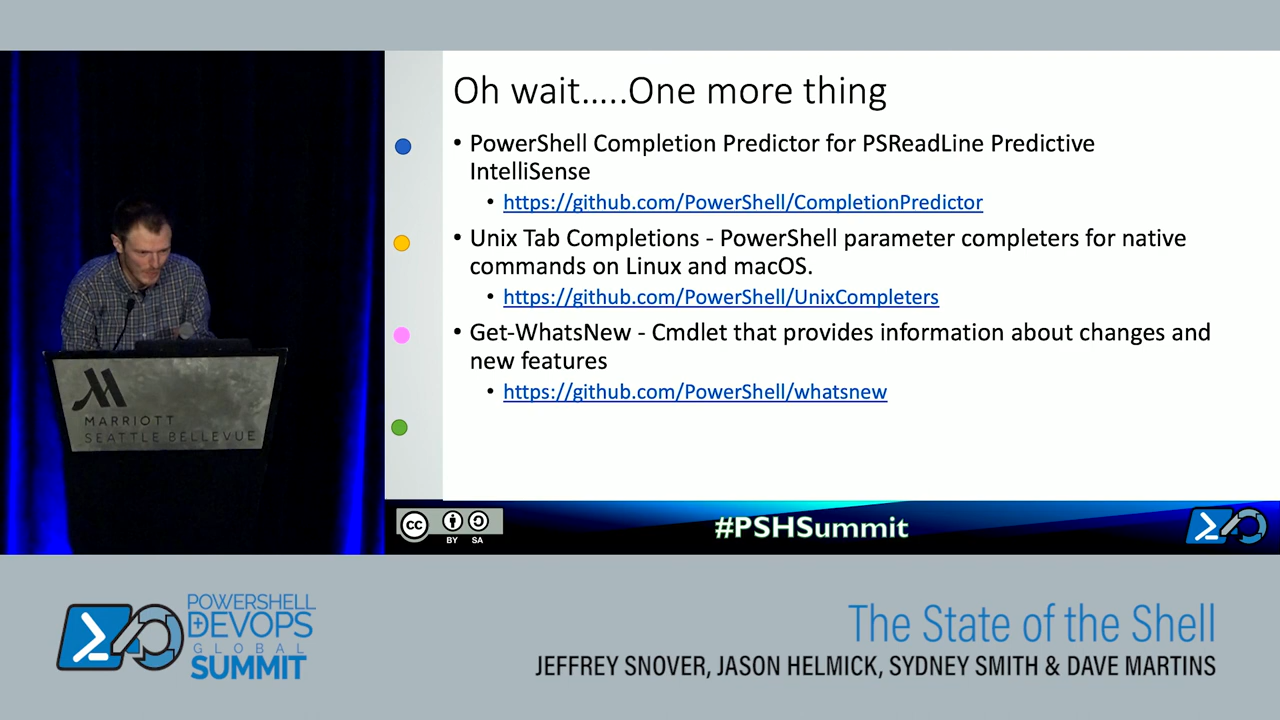 Oh wait.....One more thing
• PowerShell Completion Predictor for PSReadLine Predictive
IntelliSense
• https://github.com/PowerShell/CompletionPredictor
• Unix Tab Completions - PowerShell parameter completers for native
commands on Linux and macOS.
• https://github.com/PowerShell/UnixCompleters
• Get-WhatsNew - Cmdlet that provides information about changes and
new features
• https://github.com/PowerShell/whatsnew
MARRIOTT
SEATTLE BELLEVUE
cc
BY SA
#PSHSummit
POWERSHELL
+DEVOPS
GLOBAL
SUMMIT
The State of the Shell
JEFFREY SNOVER, JASON HELMICK, SYDNEY SMITH & DAVE MARTINS